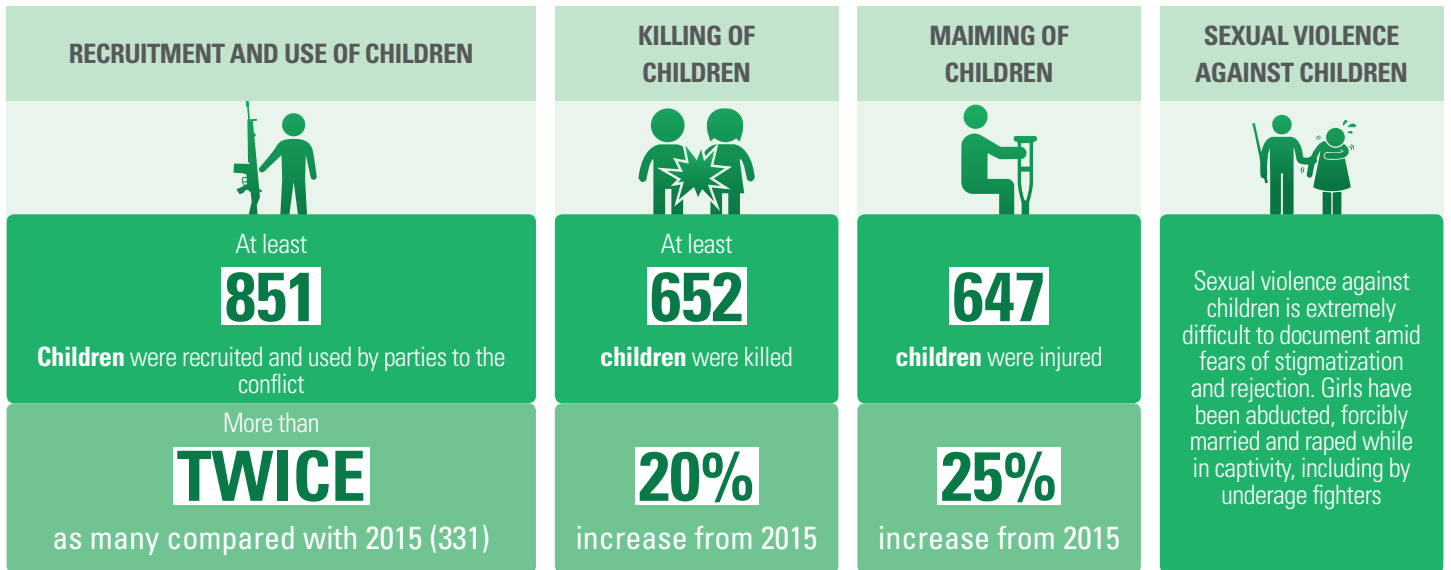 RECRUITMENT AND USE OF CHILDREN
At least
851
Children were recruited and used by parties to the
conflict
More than
TWICE
as many compared with 2015 (331)
KILLING OF
CHILDREN
At least
652
children were killed
20%
increase from 2015
MAIMING OF
CHILDREN
647
children were injured
25%
increase from 2015
SEXUAL VIOLENCE
AGAINST CHILDREN
Sexual violence against
children is extremely
difficult to document amid
fears of stigmatization
and rejection. Girls have
been abducted, forcibly
married and raped while
in captivity, including by
underage fighters